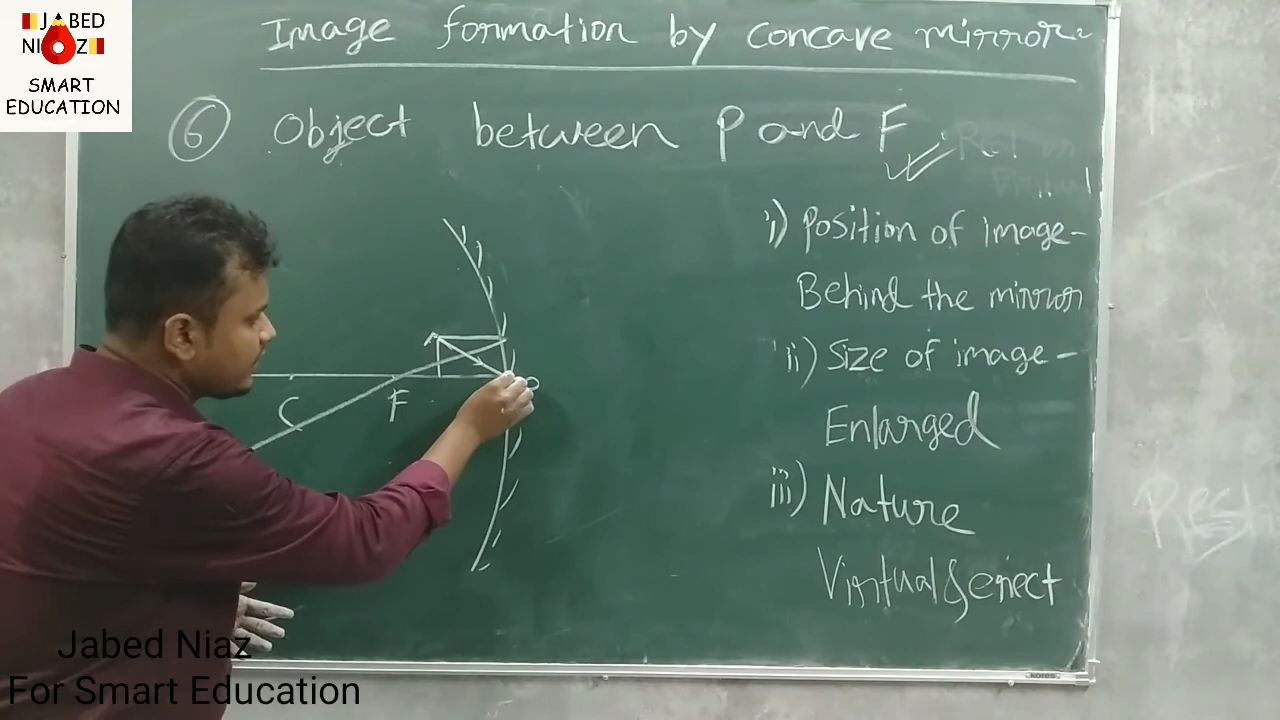 JABED
NIAZ
SMART
EDUCATION
Image formation by concave mirror
6 Object between P and F
i) Position of image-
Behind the mirror
ii) Size of image-
Enlarged
iii) Nature
Virtual & erect
C
F
P
Jabed Niaz
For Smart Education
KORES